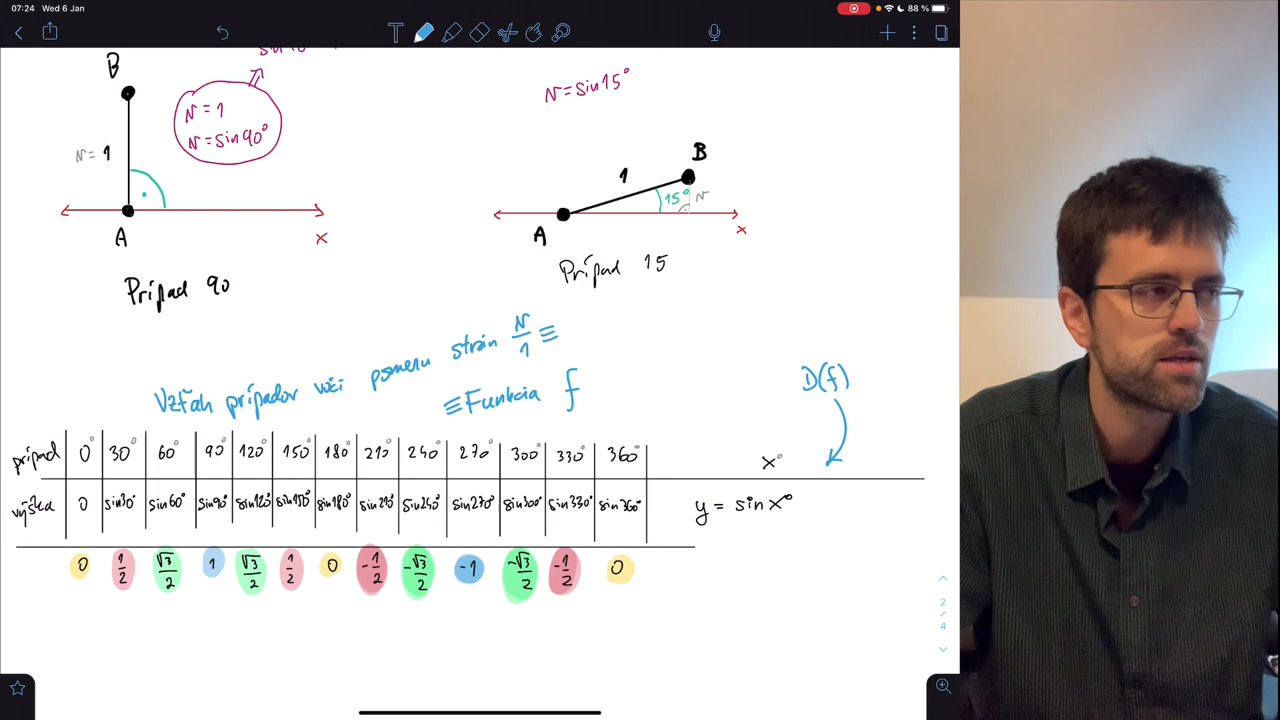 07:24 Wed 6 Jan
88 %
B
N = 1
N = sin 90°
N = 1
A
x
Prípad 90
N = sin 15°
B
1
15°
N
A
x
Prípad 15
Vzťah prípadov voči pomeru strán N/1 ≡
≡ Funkcia f
D(f)
prípad 0° 30° 60° 90° 120° 150° 180° 210° 240° 270° 300° 330° 360° x°
výška 0 sin30° sin60° sin90° sin120° sin150° sin180° sin210° sin240° sin270° sin300° sin330° sin360° y = sin x°
0 1/2 √3/2 1 √3/2 1/2 0 -1/2 -√3/2 -1 -√3/2 -1/2 0
2
/
4